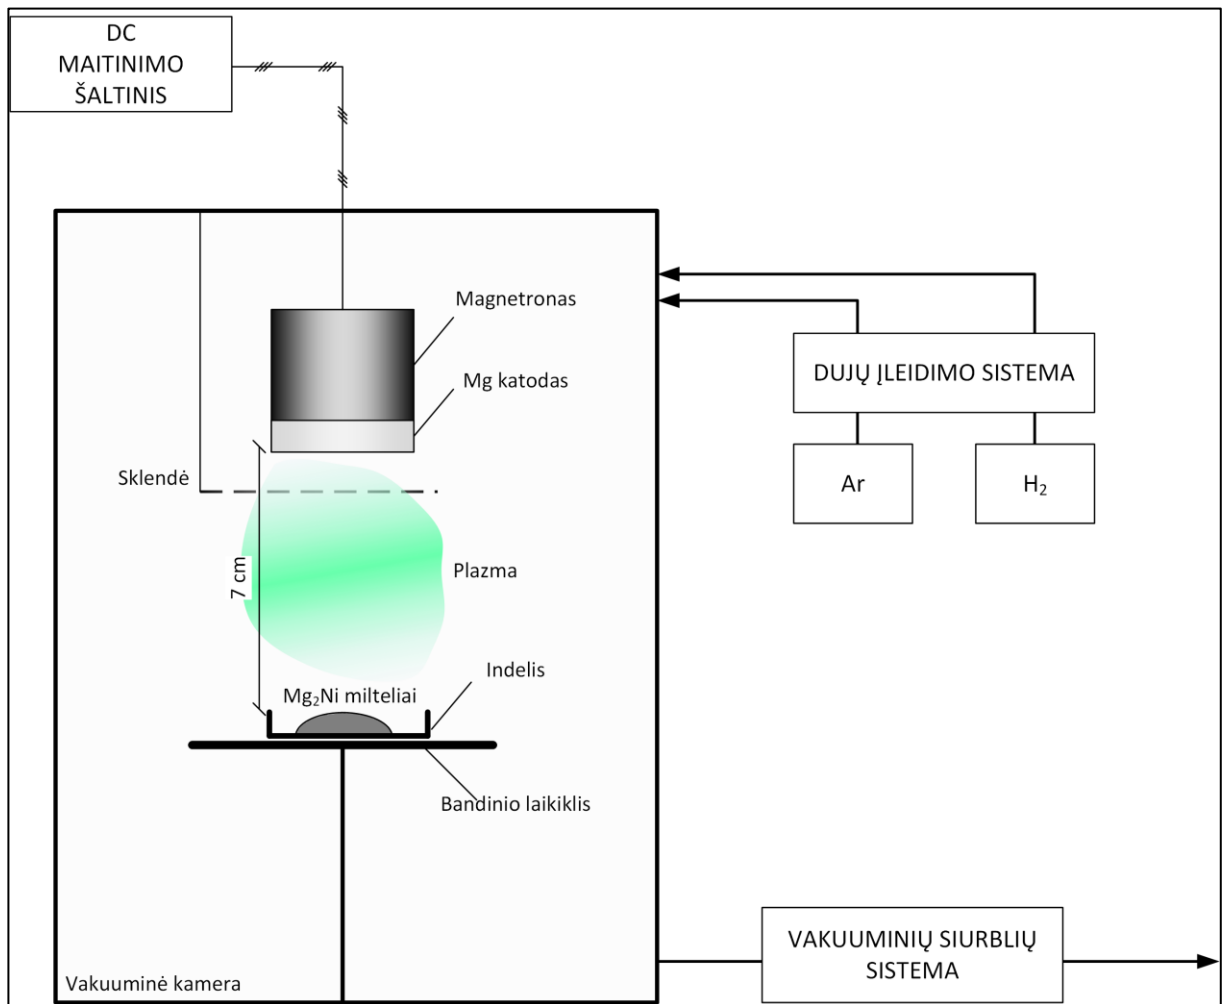 DC
MAITINIMO
ŠALTINIS
Magnetronas
Mg katodas
DUJŲ ĮLEIDIMO SISTEMA
Ar
H₂
Sklendė
7 cm
Plazma
Indelis
Mg₂Ni milteliai
Bandinio laikiklis
VAKUUMINIŲ SIURBLIŲ
SISTEMA
Vakuuminė kamera